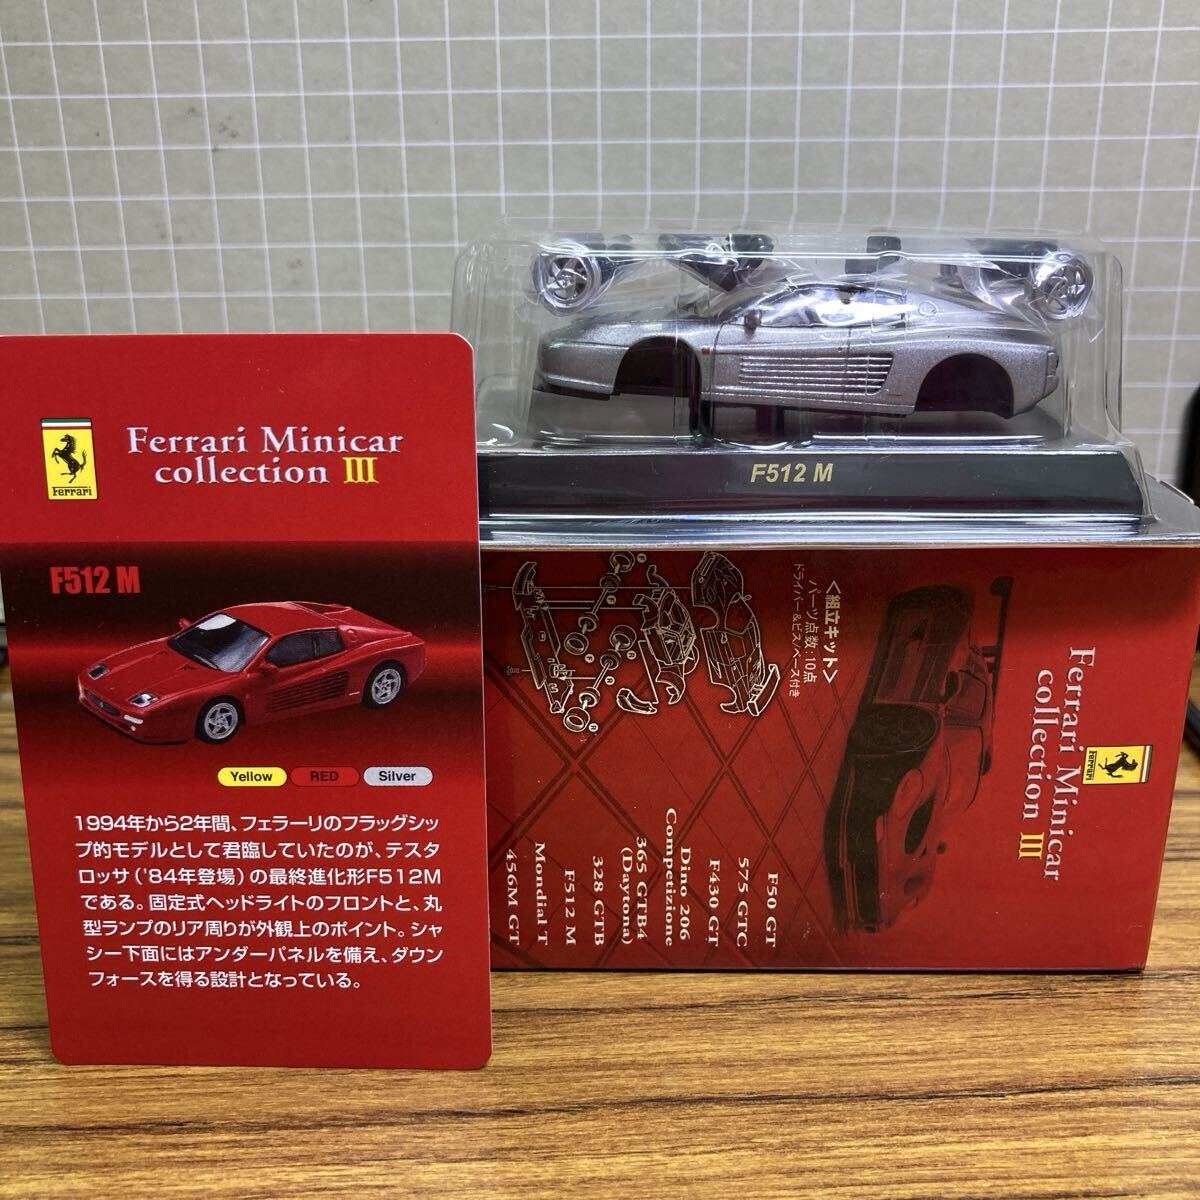 Ferrari Minicar
collection III
Ferrari
F512 M
Yellow RED Silver
1994年から2年間、フェラーリのフラッグシッ
プ的モデルとして君臨していたのが、テスタ
ロッサ('84年登場)の最終進化形F512M
である。固定式ヘッドライトのフロントと、丸
型ランプのリア周りが外観上のポイント。シャ
シー下面にはアンダーパネルを備え、ダウン
フォースを得る設計となっている。
F512 M
Ferrari Minicar
collection III
Ferrari
<組立キット>
パーツ点数:10点
ドライバー&ビス/ベース付き
F50 GT
575 GTC
F430 GT
Dino 206
Competizione
365 GTB4
(Daytona)
328 GTB
F512 M
Mondial T
456M GT